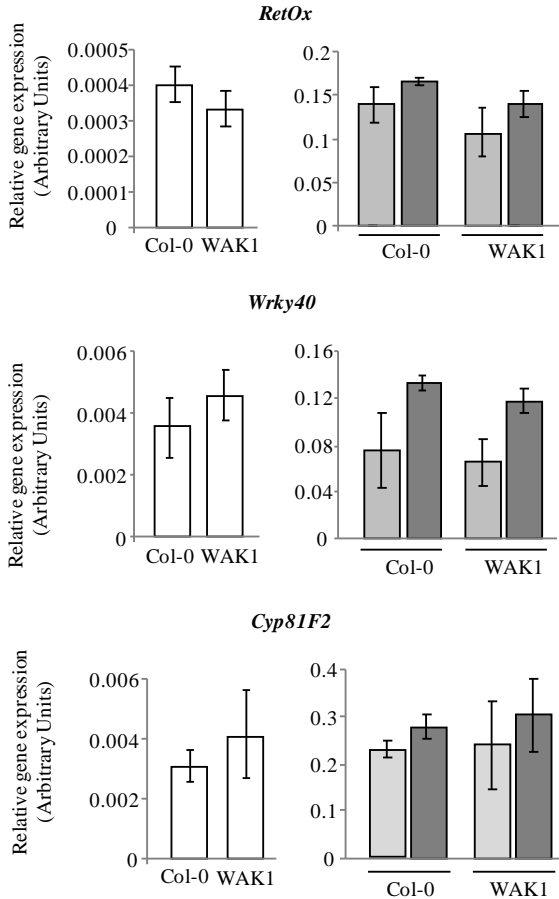 RetOx
Relative gene expression
( Arbitrary Units)
0.0005
0.0004
0.0003
0.0002
0.0001
0
Col-0 WAK1
0.2
0.15
0.1
0.05
0
Col-0 WAK1
Wrky40
Relative gene expression
(Arbitrary Units)
0.006
0.004
0.002
0
Col-0 WAK1
0.16
0.12
0.08
0.04
0
Col-0 WAK1
Cyp81F2
Relative gene expression
(Arbitrary Units)
0.006
0.004
0.002
0
Col-0 WAK1
0.4
0.3
0.2
0.1
0
Col-0 WAK1